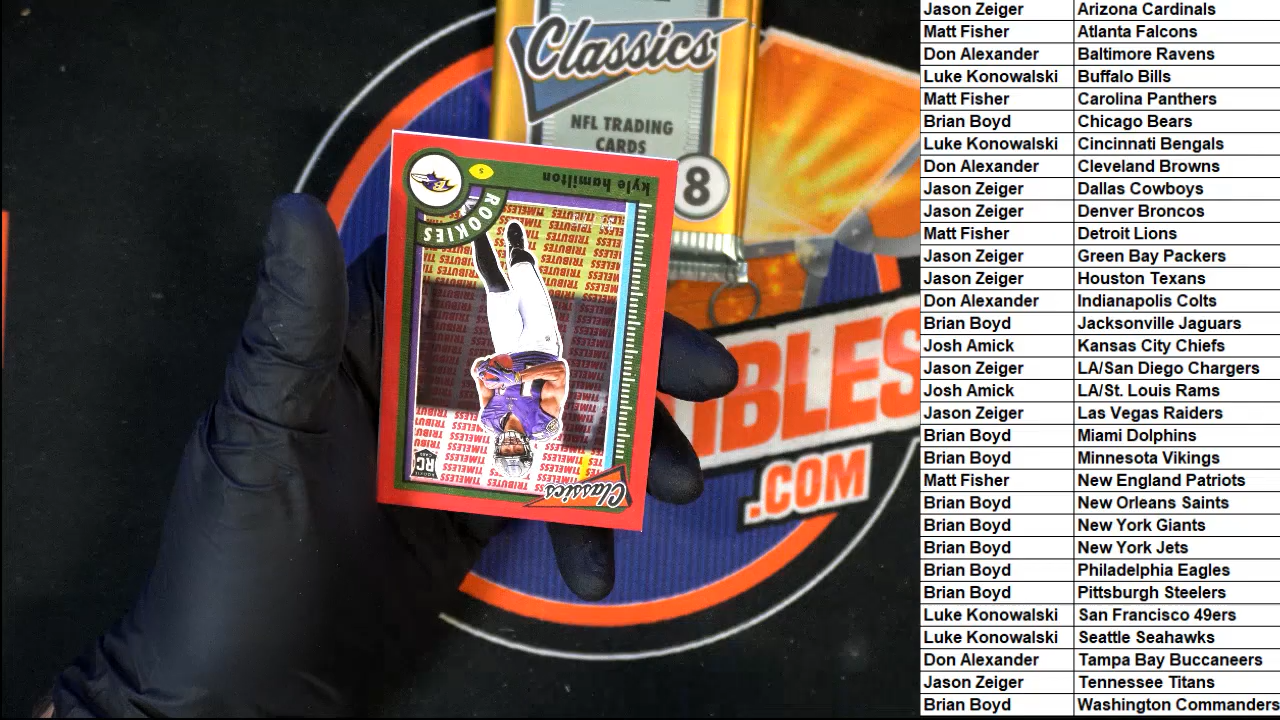 Classics
NFL TRADING
CARDS
8
kyle hamilton
S
B
ROOKIES
TIMELESS
TRIBUTES
RC
Classics
IBLES
.COM
Jason Zeiger Arizona Cardinals
Matt Fisher Atlanta Falcons
Don Alexander Baltimore Ravens
Luke Konowalski Buffalo Bills
Matt Fisher Carolina Panthers
Brian Boyd Chicago Bears
Luke Konowalski Cincinnati Bengals
Don Alexander Cleveland Browns
Jason Zeiger Dallas Cowboys
Jason Zeiger Denver Broncos
Matt Fisher Detroit Lions
Jason Zeiger Green Bay Packers
Jason Zeiger Houston Texans
Don Alexander Indianapolis Colts
Brian Boyd Jacksonville Jaguars
Josh Amick Kansas City Chiefs
Jason Zeiger LA/San Diego Chargers
Josh Amick LA/St. Louis Rams
Jason Zeiger Las Vegas Raiders
Brian Boyd Miami Dolphins
Brian Boyd Minnesota Vikings
Matt Fisher New England Patriots
Brian Boyd New Orleans Saints
Brian Boyd New York Giants
Brian Boyd New York Jets
Brian Boyd Philadelphia Eagles
Brian Boyd Pittsburgh Steelers
Luke Konowalski San Francisco 49ers
Luke Konowalski Seattle Seahawks
Don Alexander Tampa Bay Buccaneers
Jason Zeiger Tennessee Titans
Brian Boyd Washington Commanders